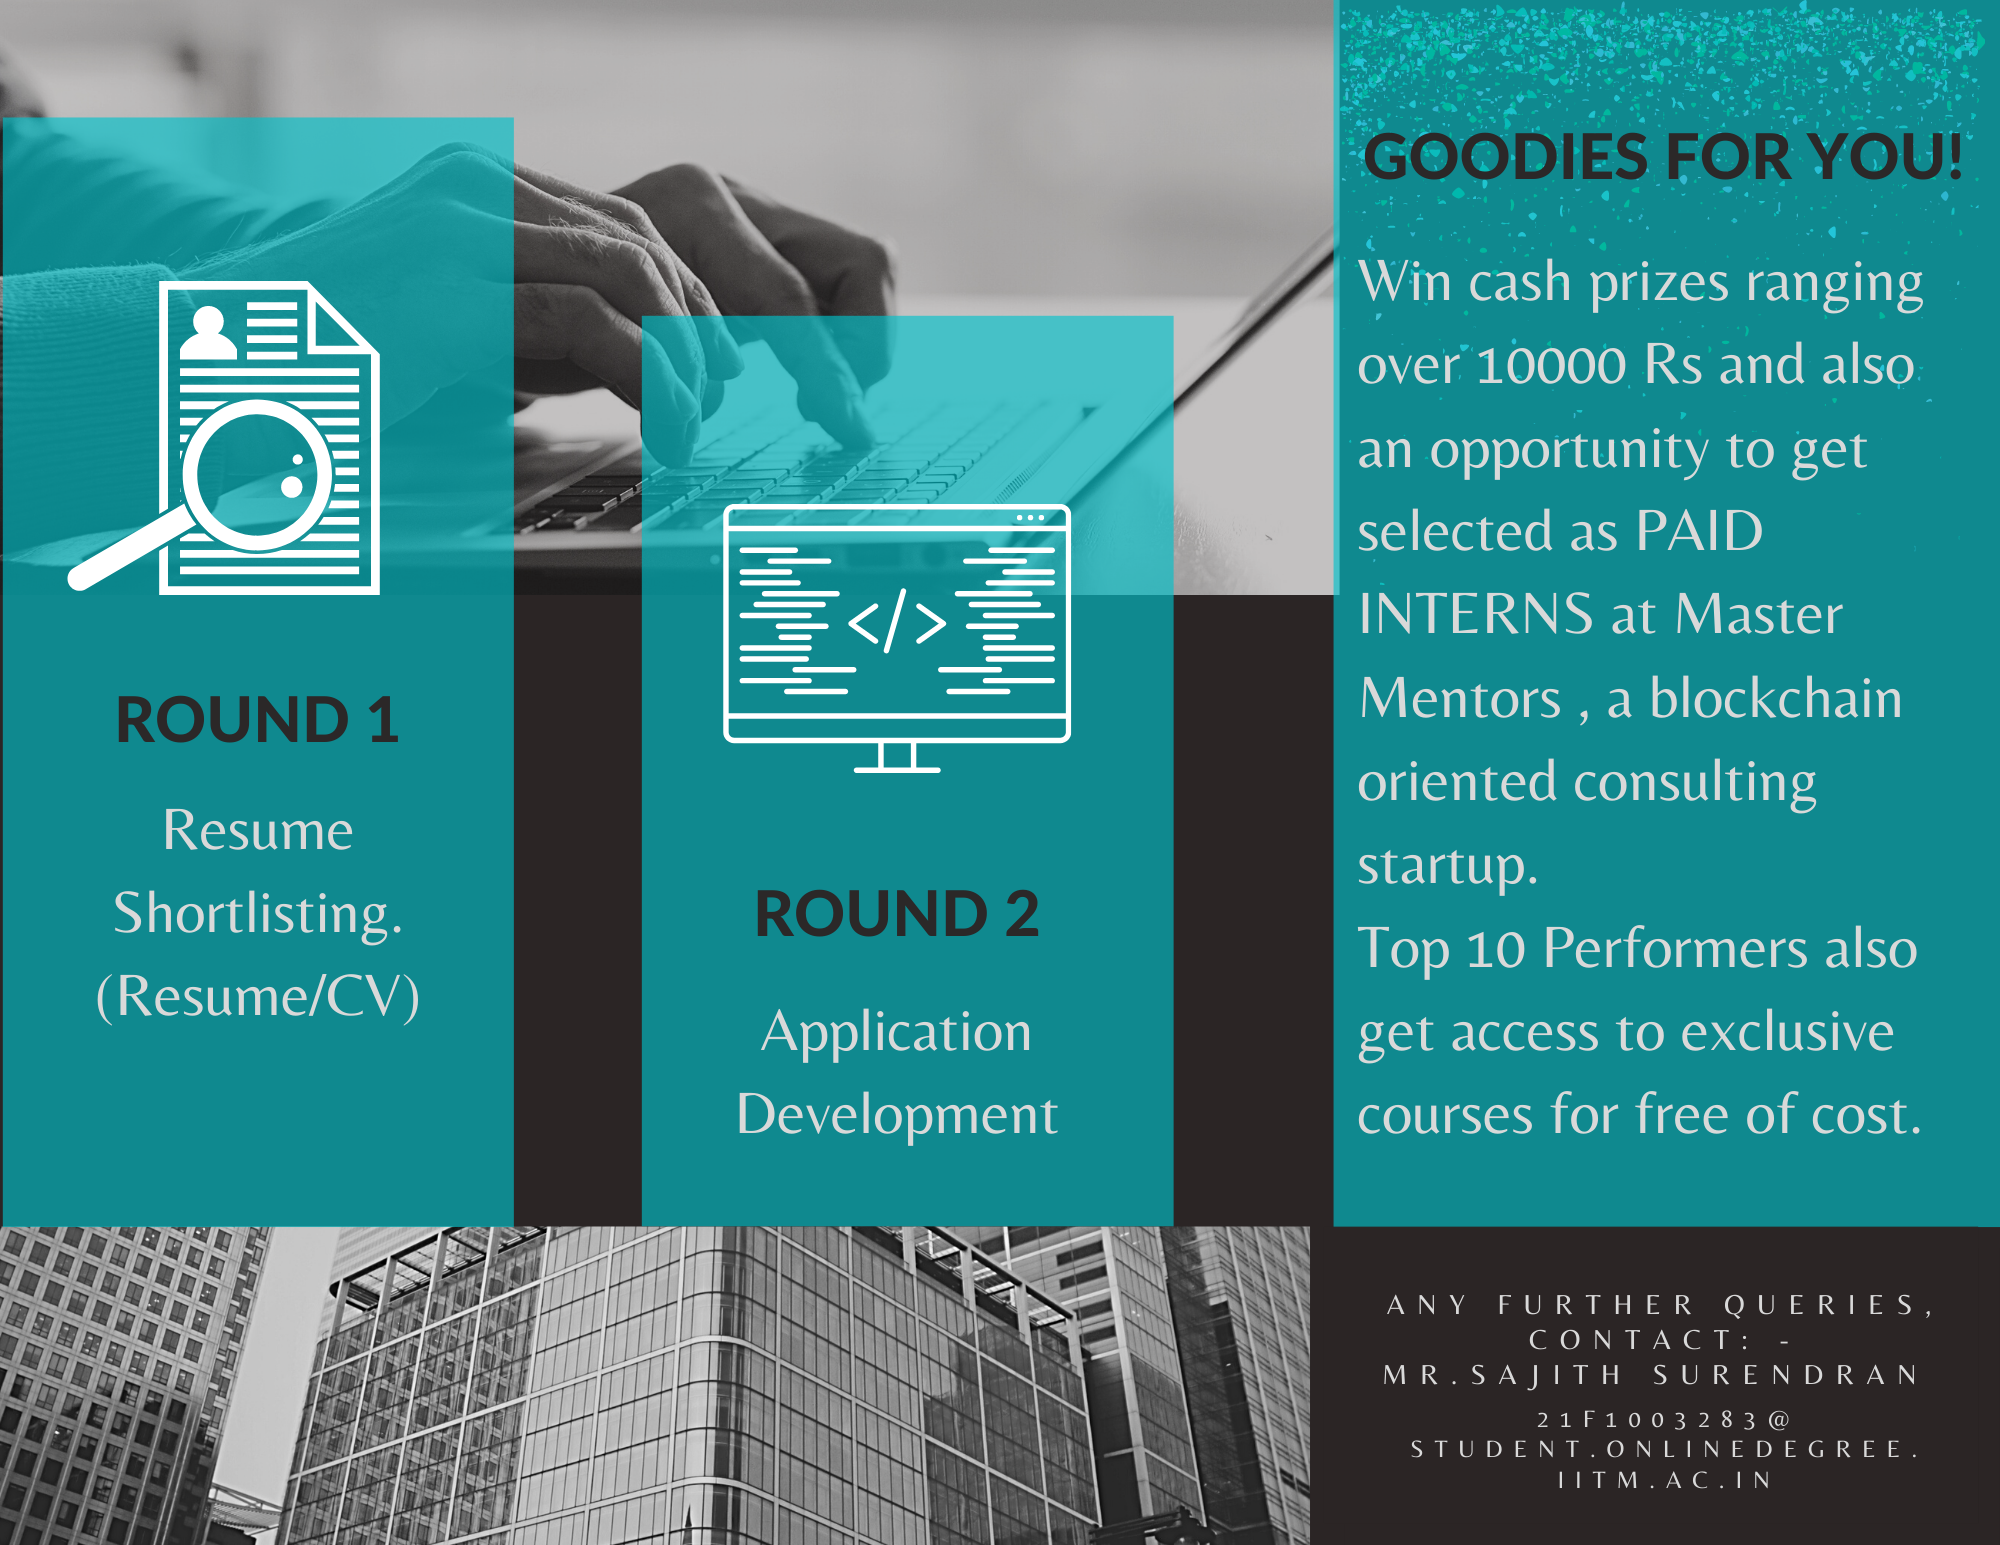 ROUND 1
Resume
Shortlisting.
(Resume/CV)
</>
ROUND 2
Application
Development
GOODIES FOR YOU!
Win cash prizes ranging
over 10000 Rs and also
an opportunity to get
selected as PAID
INTERNS at Master
Mentors , a blockchain
oriented consulting
startup.
Top 10 Performers also
get access to exclusive
courses for free of cost.
ANY FURTHER QUERIES,
CONTACT: -
MR.SAJITH SURENDRAN
21F1003283@
STUDENT.ONLINEDEGREE.
IITM.AC.IN